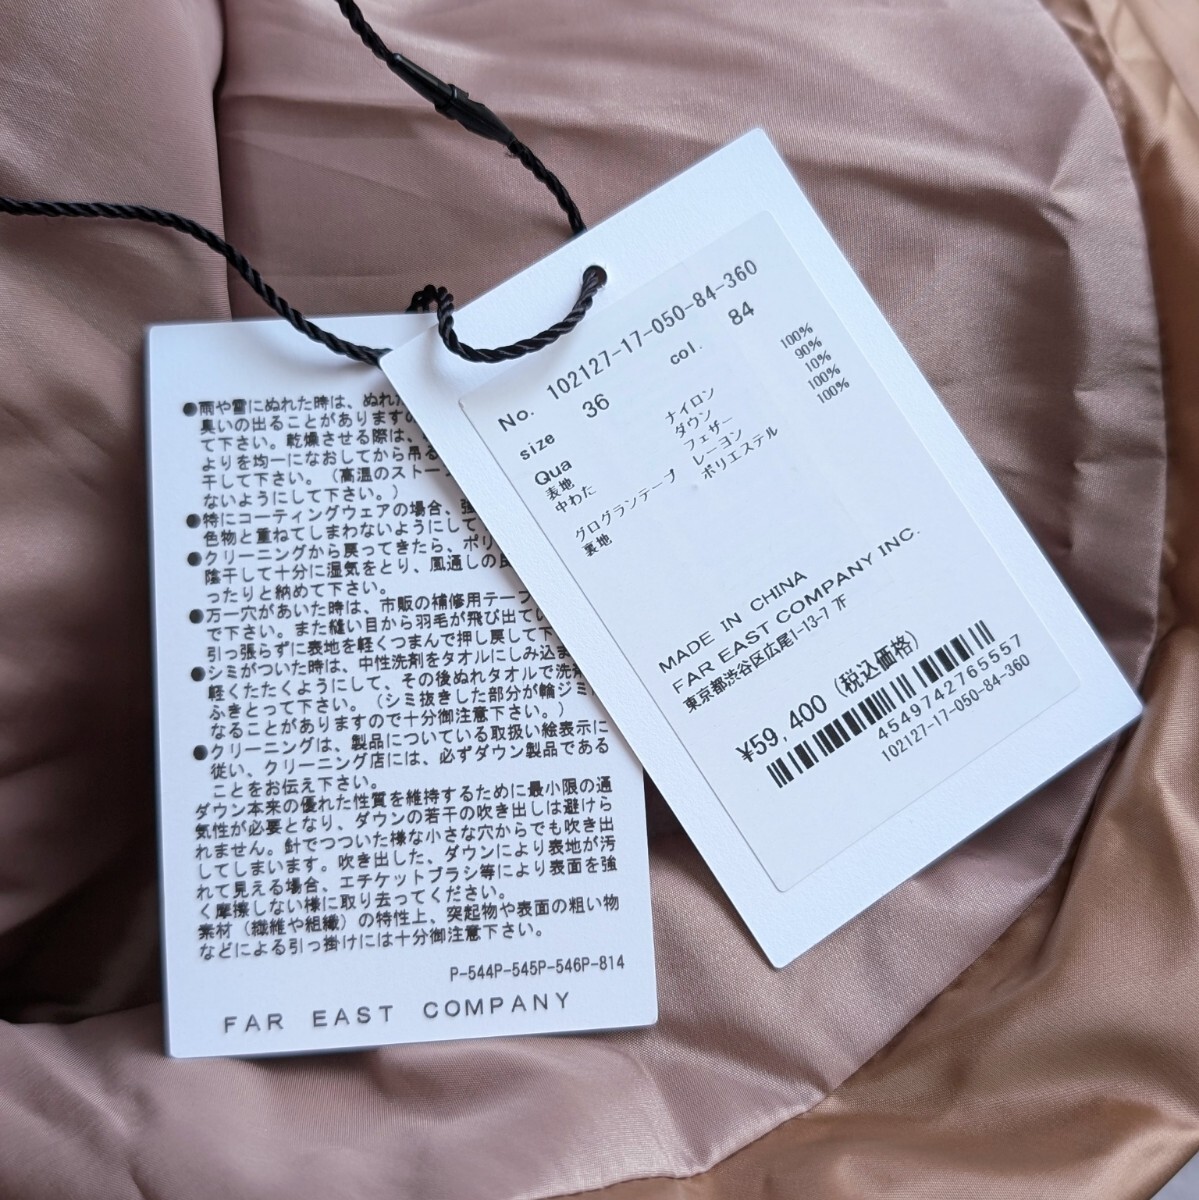 ●雨や雪にぬれた時は、ぬれた
臭いの出ることがありますの
て下さい。乾燥させる際は、
よりを均一になおしてから吊る
干して下さい。（高温のストー
ないようにして下さい。）
●特にコーティングウェアの場合、強
色物と重ねてしまわないようにして
●クリーニングから戻ってきたら、ポリ
陰干して十分に湿気をとり、風通しの良
ったりと納めて下さい。
●万一穴があいた時は、市販の補修用テープ
で下さい。また縫い目から羽毛が飛び出てい
引っ張らずに表地を軽くつまんで押し戻して下
●シミがついた時は、中性洗剤をタオルにしみ込ま
軽くたたくようにして、その後ぬれタオルで洗剤
ふきとって下さい。（シミ抜きした部分が輪ジミに
なることがありますので十分御注意下さい。）
●クリーニングは、製品についている取扱い絵表示に
従い、クリーニング店には、必ずダウン製品である
ことをお伝え下さい。
ダウン本来の優れた性質を維持するために最小限の通
気性が必要となり、ダウンの若干の吹き出しは避けら
れません。針でつついた様な小さな穴からでも吹き出
してしまいます。吹き出した、ダウンにより表地が汚
れて見える場合、エチケットブラシ等により表面を強
く摩擦しない様に取り去ってください。
素材（繊維や組織）の特性上、突起物や表面の粗い物
などによる引っ掛けには十分御注意下さい。
P-544P-545P-546P-814
FAR EAST COMPANY
No. 102127-17-050-84-360
size 36 col. 84
Qua
表地 ナイロン 100%
中わた ダウン 90%
フェザー 10%
グログランテープ レーヨン 100%
裏地 ポリエステル 100%
MADE IN CHINA
FAR EAST COMPANY INC.
東京都渋谷区広尾1-13-7 7F
¥59,400 (税込価格)
4549742765557
102127-17-050-84-360